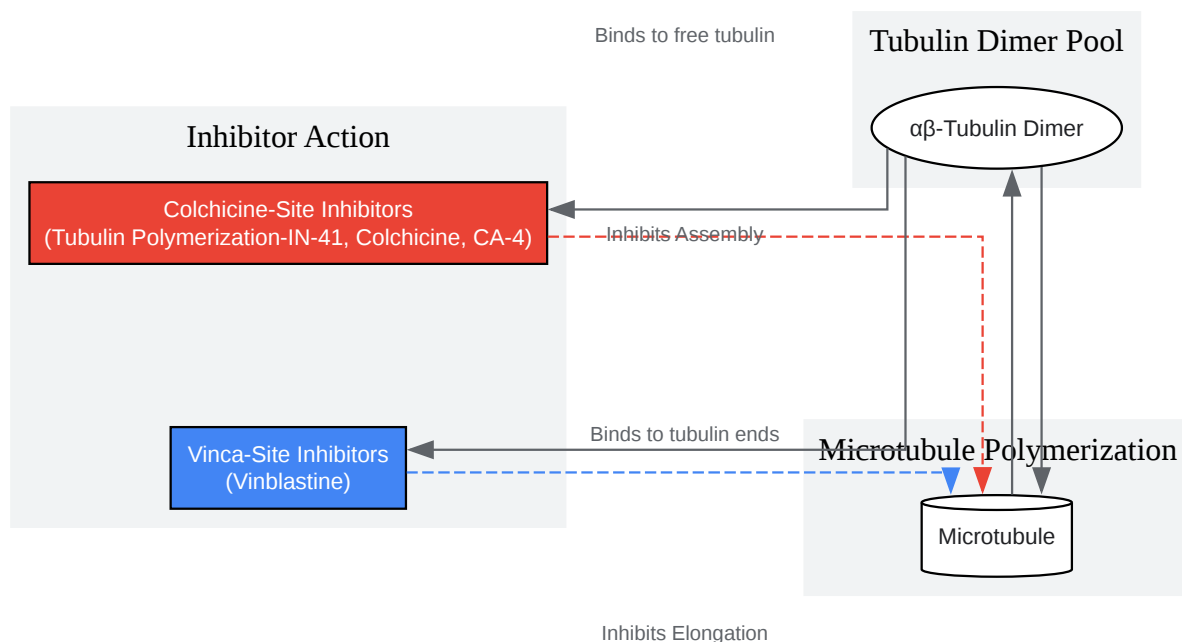 Binds to free tubulin
Tubulin Dimer Pool
αβ-Tubulin Dimer
Inhibitor Action
Colchicine-Site Inhibitors
(Tubulin Polymerization-IN-41, Colchicine, CA-4)
Inhibits Assembly
Binds to tubulin ends
Vinca-Site Inhibitors
(Vinblastine)
Microtubule Polymerization
Microtubule
Inhibits Elongation